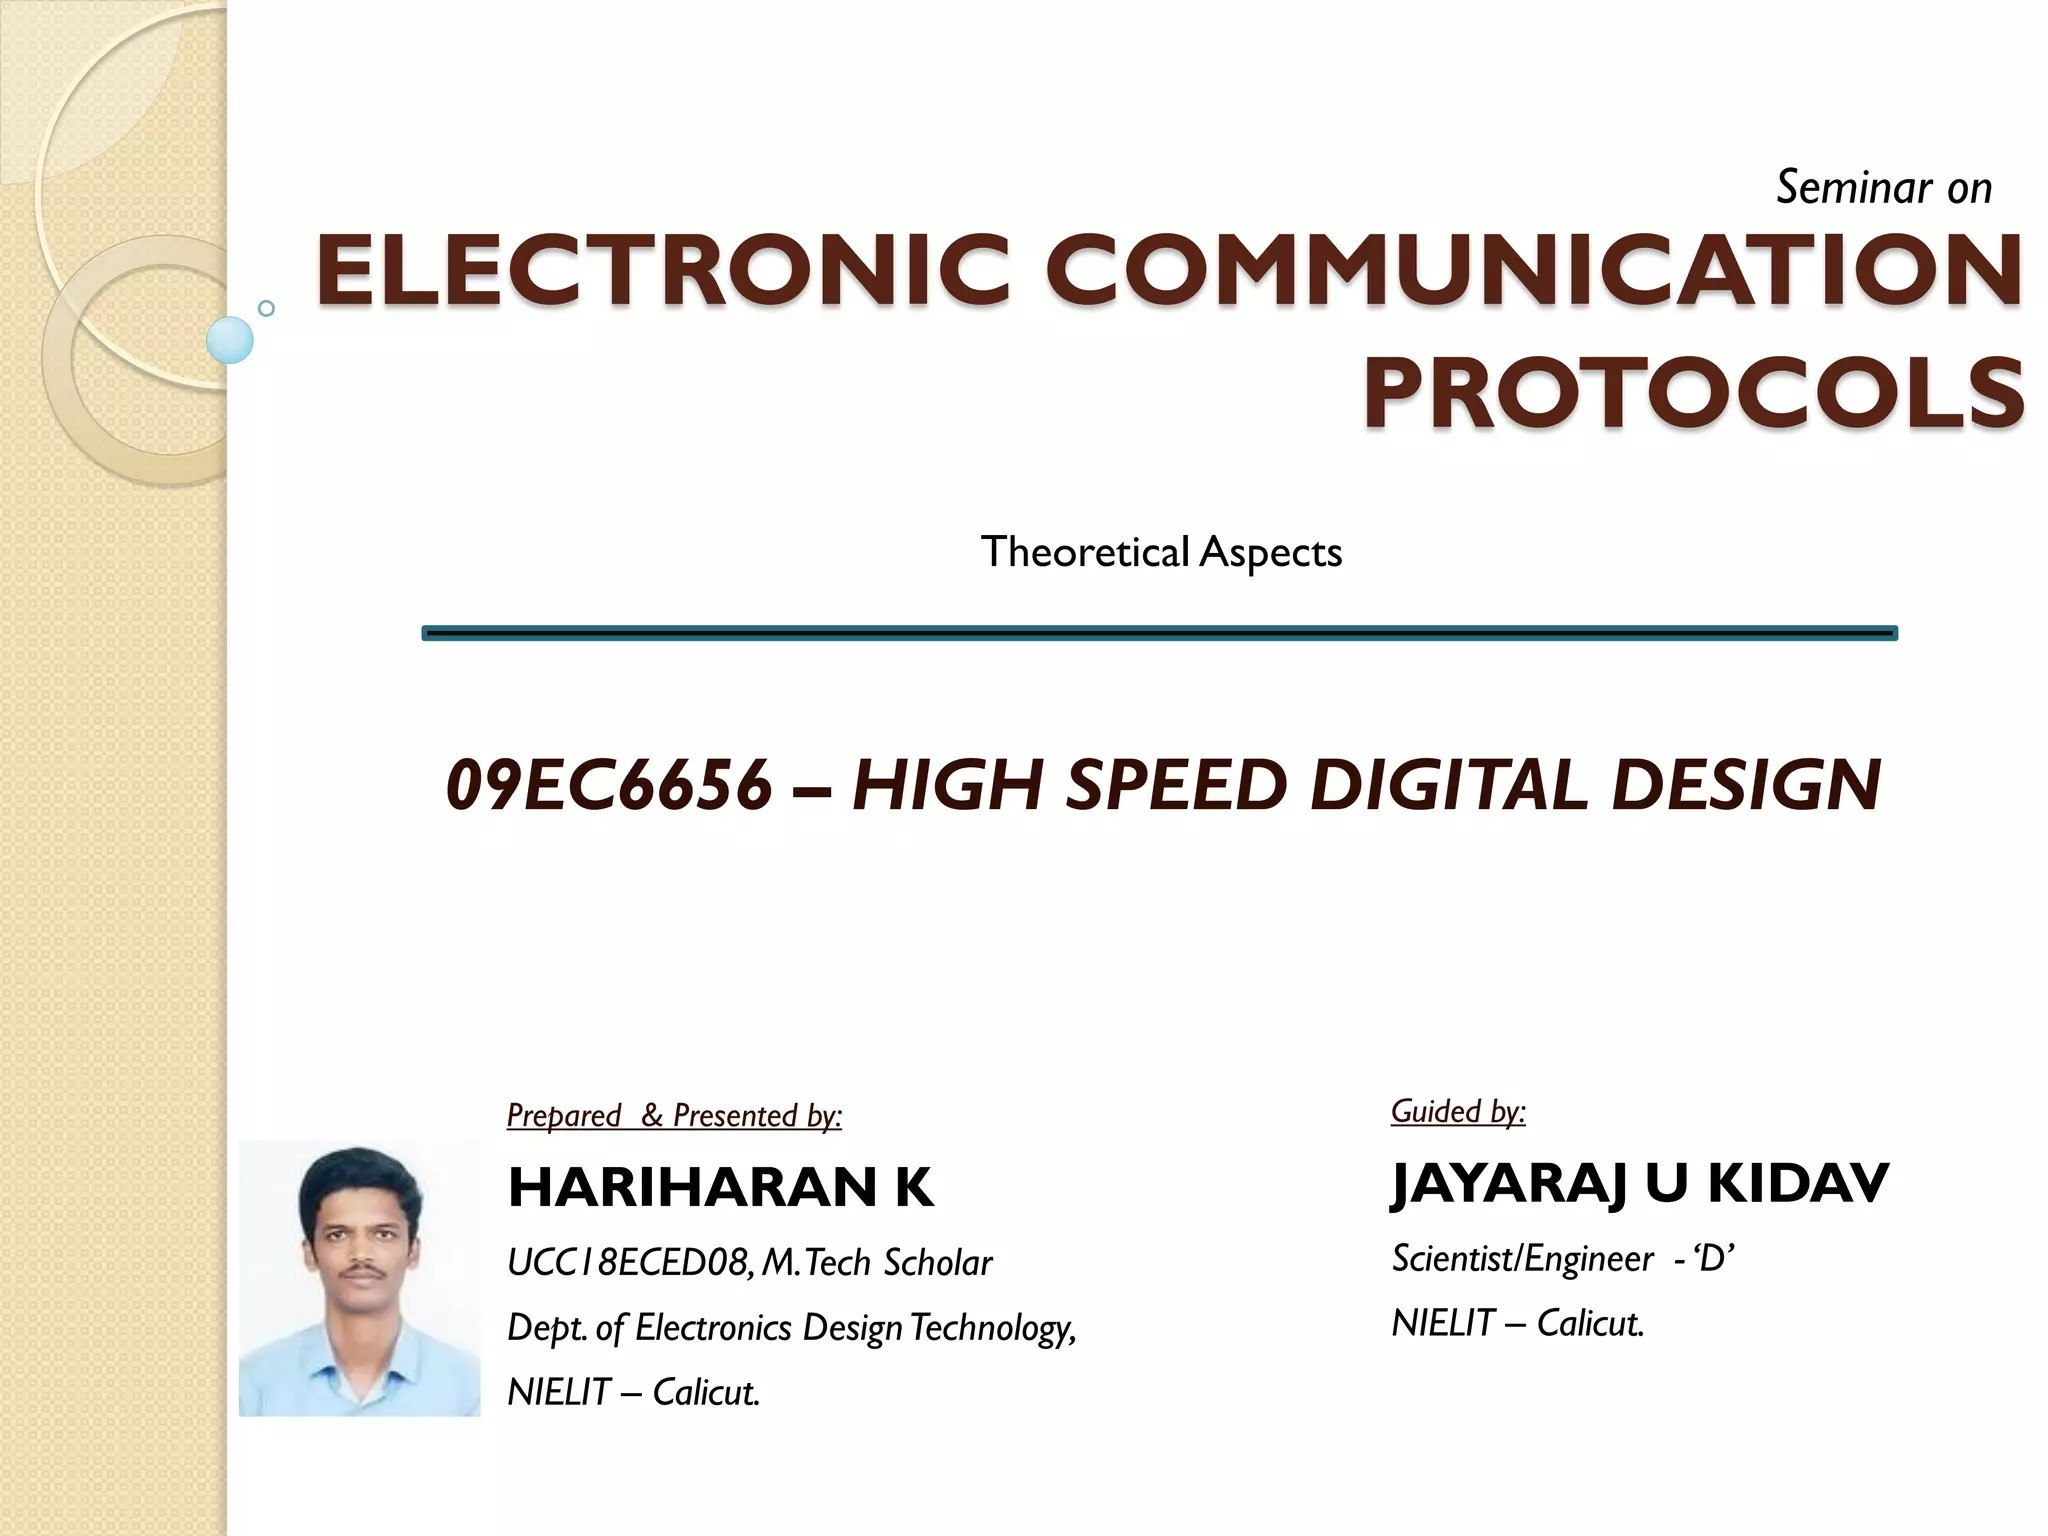 Seminar on
ELECTRONIC COMMUNICATION
PROTOCOLS
Theoretical Aspects
09EC6656 – HIGH SPEED DIGITAL DESIGN
Prepared & Presented by:
HARIHARAN K
UCC18ECED08, M.Tech Scholar
Dept. of Electronics Design Technology,
NIELIT – Calicut.
Guided by:
JAYARAJ U KIDAV
Scientist/Engineer - ‘D’
NIELIT – Calicut.